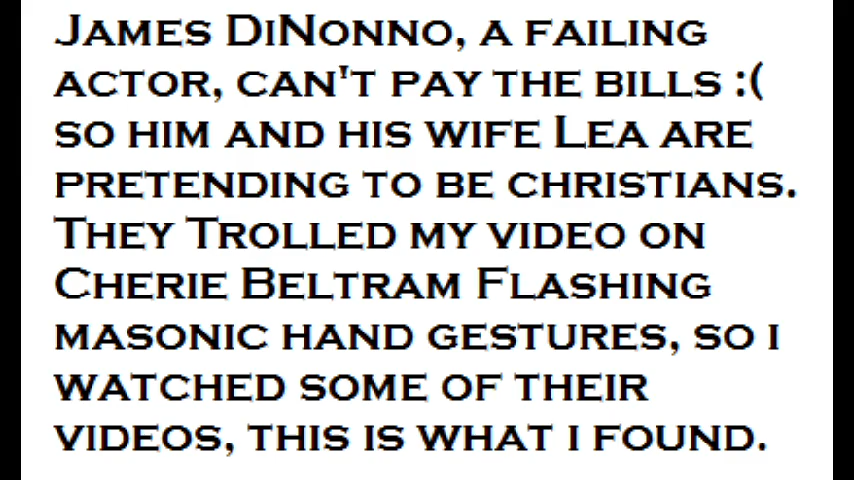 James DiNonno, a failing
actor, can't pay the bills :(
so him and his wife Lea are
pretending to be christians.
They Trolled my video on
Cherie Beltram Flashing
masonic hand gestures, so i
watched some of their
videos, this is what i found.